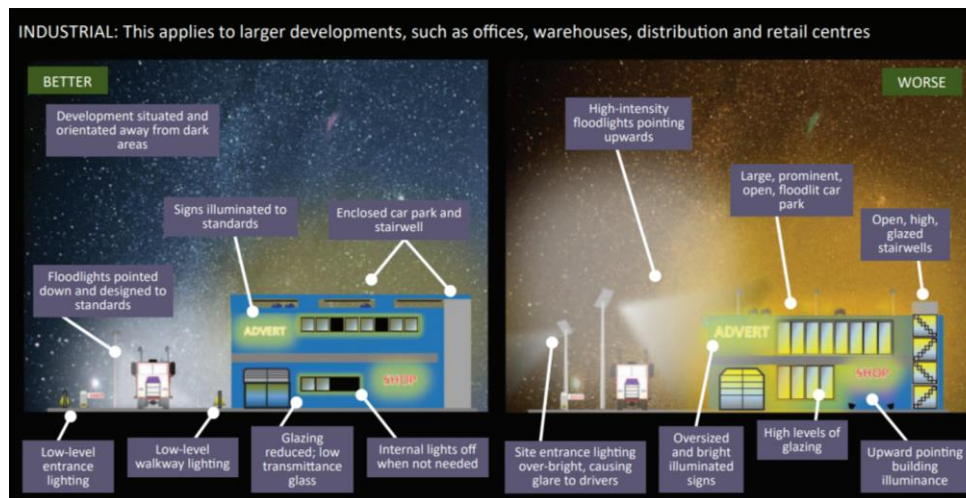 INDUSTRIAL: This applies to larger developments, such as offices, warehouses, distribution and retail centres
BETTER
Development situated and
orientated away from dark
areas
Signs illuminated to
standards
Enclosed car park and
stairwell
Floodlights pointed
down and designed to
standards
ADVERT
SHOP
Low-level
entrance
lighting
Low-level
walkway lighting
Glazing
reduced; low
transmittance
glass
Internal lights off
when not needed
WORSE
High-intensity
floodlights pointing
upwards
Large, prominent,
open, floodlit car
park
Open, high,
glazed
stairwells
ADVERT
SHOP
Site entrance lighting
over-bright, causing
glare to drivers
Oversized
and bright
illuminated
signs
High levels of
glazing
Upward pointing
building
illuminance